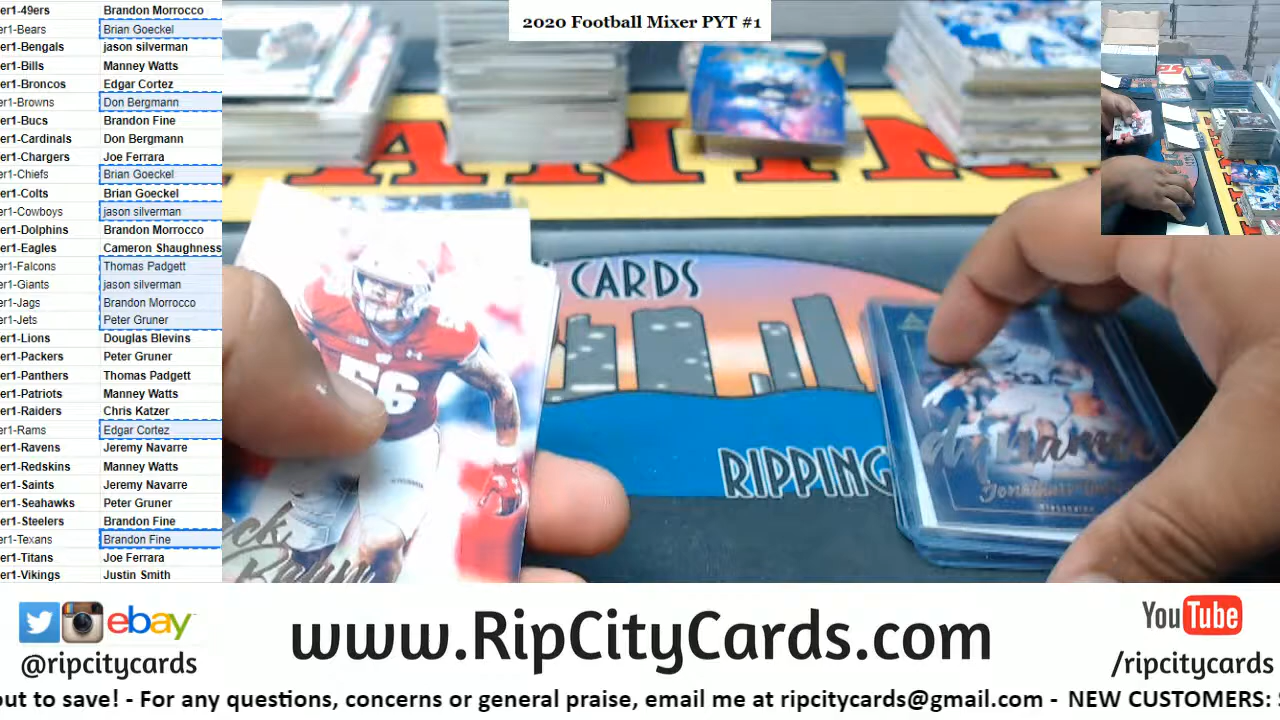 2020 Football Mixer PYT #1
er1-49ers Brandon Morrocco
er1-Bears Brian Goeckel
er1-Bengals jason silverman
er1-Bills Manney Watts
er1-Broncos Edgar Cortez
er1-Browns Don Bergmann
er1-Bucs Brandon Fine
er1-Cardinals Don Bergmann
er1-Chargers Joe Ferrara
er1-Chiefs Brian Goeckel
er1-Colts Brian Goeckel
er1-Cowboys jason silverman
er1-Dolphins Brandon Morrocco
er1-Eagles Cameron Shaughness
er1-Falcons Thomas Padgett
er1-Giants jason silverman
er1-Jags Brandon Morrocco
er1-Jets Peter Gruner
er1-Lions Douglas Blevins
er1-Packers Peter Gruner
er1-Panthers Thomas Padgett
er1-Patriots Manney Watts
er1-Raiders Chris Katzer
er1-Rams Edgar Cortez
er1-Ravens Jeremy Navarre
er1-Redskins Manney Watts
er1-Saints Jeremy Navarre
er1-Seahawks Peter Gruner
er1-Steelers Brandon Fine
er1-Texans Brandon Fine
er1-Titans Joe Ferrara
er1-Vikings Justin Smith
CARDS
RIPPING
56
ebay
@ripcitycards
www.RipCityCards.com
YouTube
/ripcitycards
out to save! - For any questions, concerns or general praise, email me at ripcitycards@gmail.com - NEW CUSTOMERS: